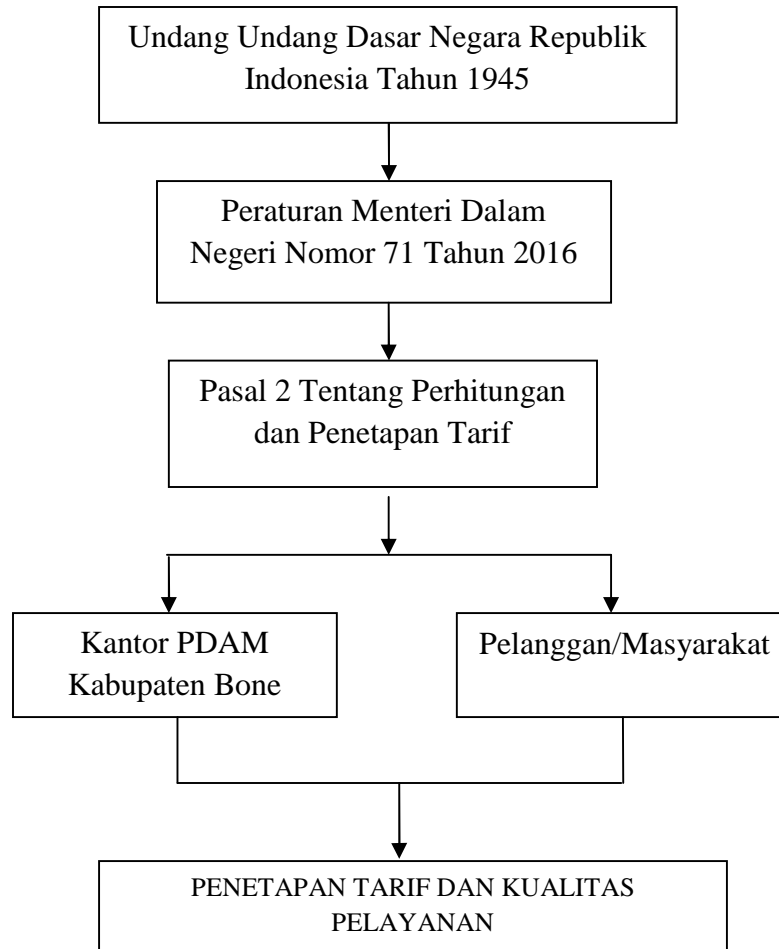 Undang Undang Dasar Negara Republik
Indonesia Tahun 1945
Peraturan Menteri Dalam
Negeri Nomor 71 Tahun 2016
Pasal 2 Tentang Perhitungan
dan Penetapan Tarif
Kantor PDAM
Kabupaten Bone
Pelanggan/Masyarakat
PENETAPAN TARIF DAN KUALITAS
PELAYANAN